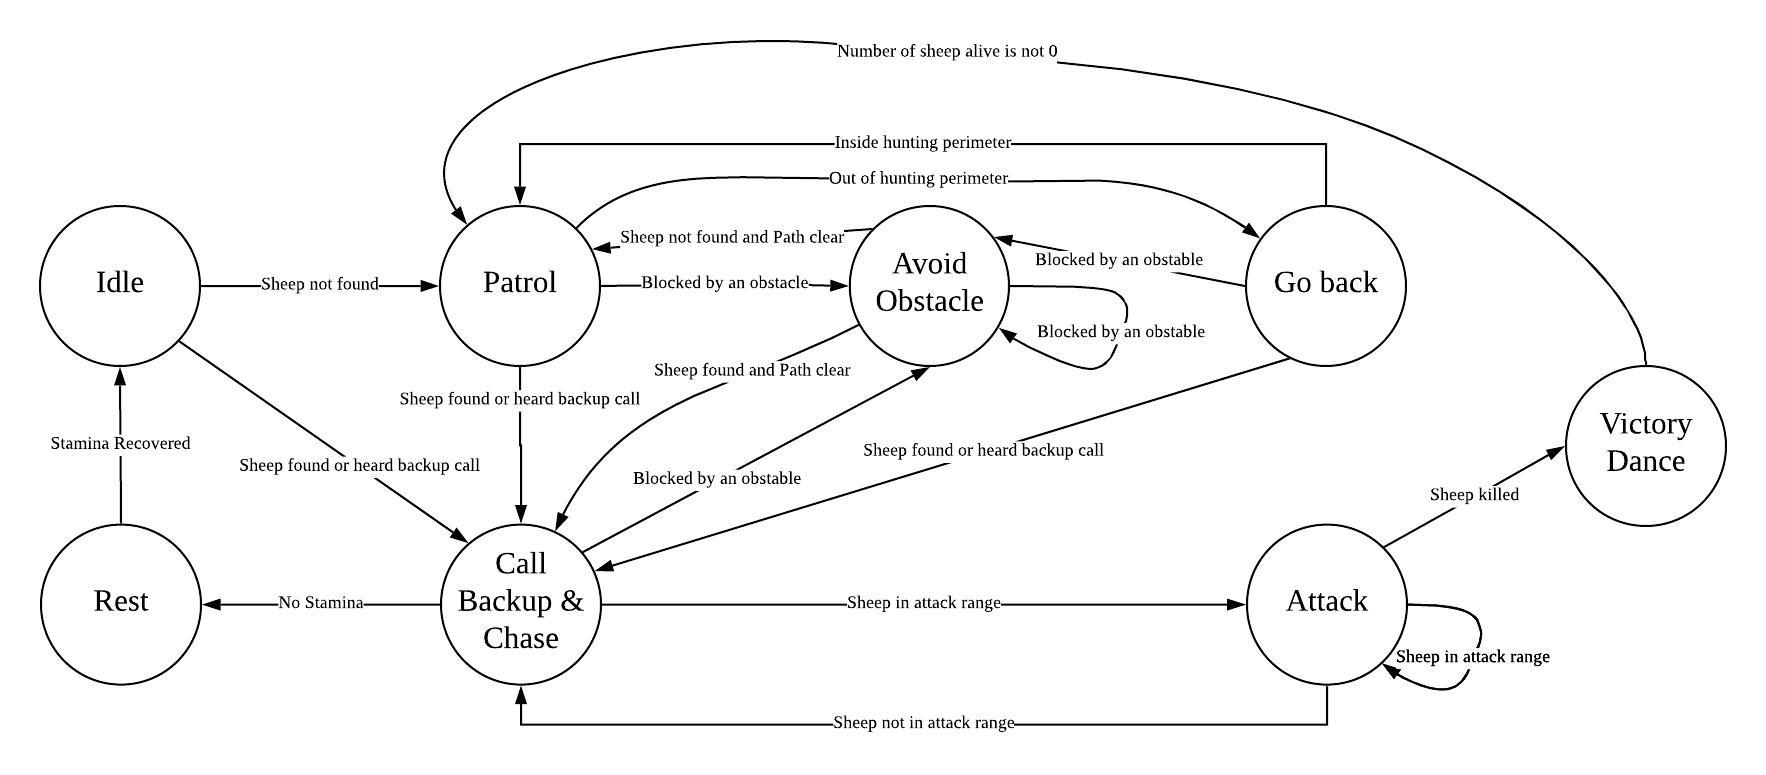 Number of sheep alive is not 0
Inside hunting perimeter
Out of hunting perimeter
Sheep not found and Path clear
Blocked by an obstable
Idle
Sheep not found
Patrol
Blocked by an obstacle
Avoid
Obstacle
Go back
Blocked by an obstable
Sheep found and Path clear
Sheep found or heard backup call
Stamina Recovered
Sheep found or heard backup call
Blocked by an obstable
Sheep found or heard backup call
Victory
Dance
Sheep killed
Rest
No Stamina
Call
Backup &
Chase
Sheep in attack range
Attack
Sheep in attack range
Sheep not in attack range